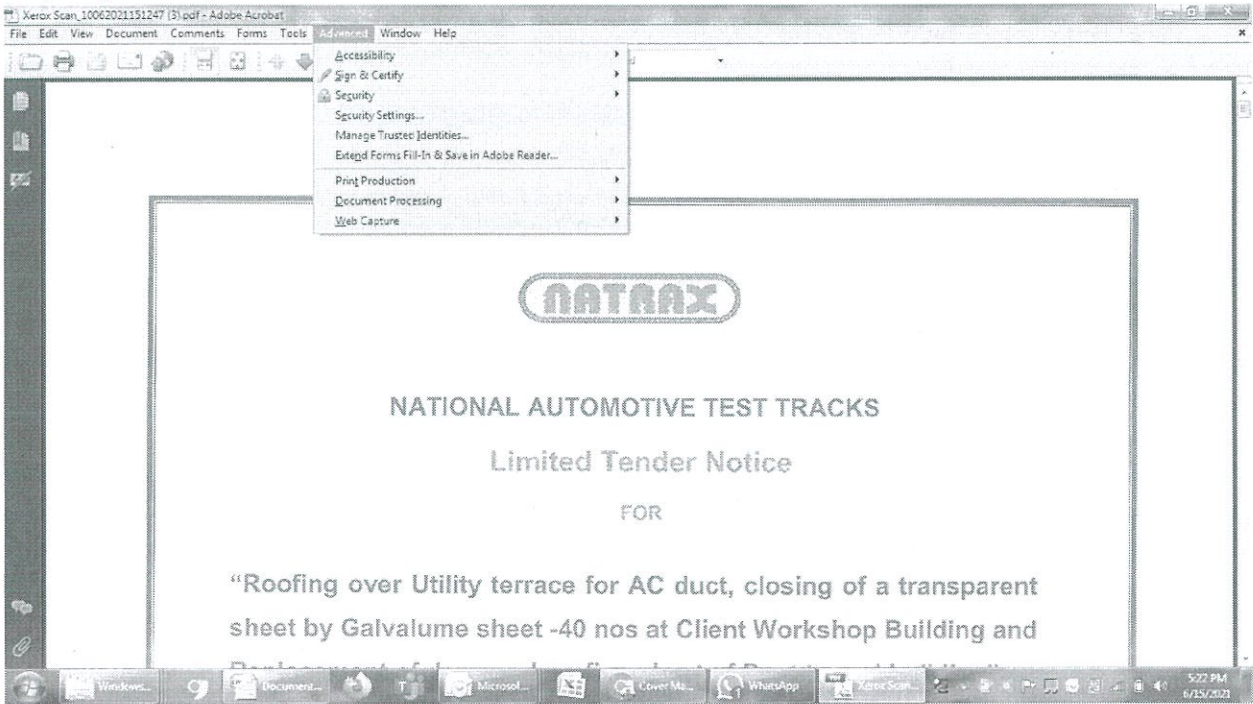 Xerox Scan_10062021151247 (3).pdf - Adobe Acrobat
File Edit View Document Comments Forms Tools Advanced Window Help
Accessibility
Sign & Certify
Security
Security Settings...
Manage Trusted Identities...
Extend Forms Fill-In & Save in Adobe Reader...
Print Production
Document Processing
Web Capture
NATRAX
NATIONAL AUTOMOTIVE TEST TRACKS
Limited Tender Notice
FOR
“Roofing over Utility terrace for AC duct, closing of a transparent
sheet by Galvalume sheet -40 nos at Client Workshop Building and
Windows... Document... Microsoft... Cover Ma... WhatsApp Xerox Scan... 5:22 PM
6/15/2021